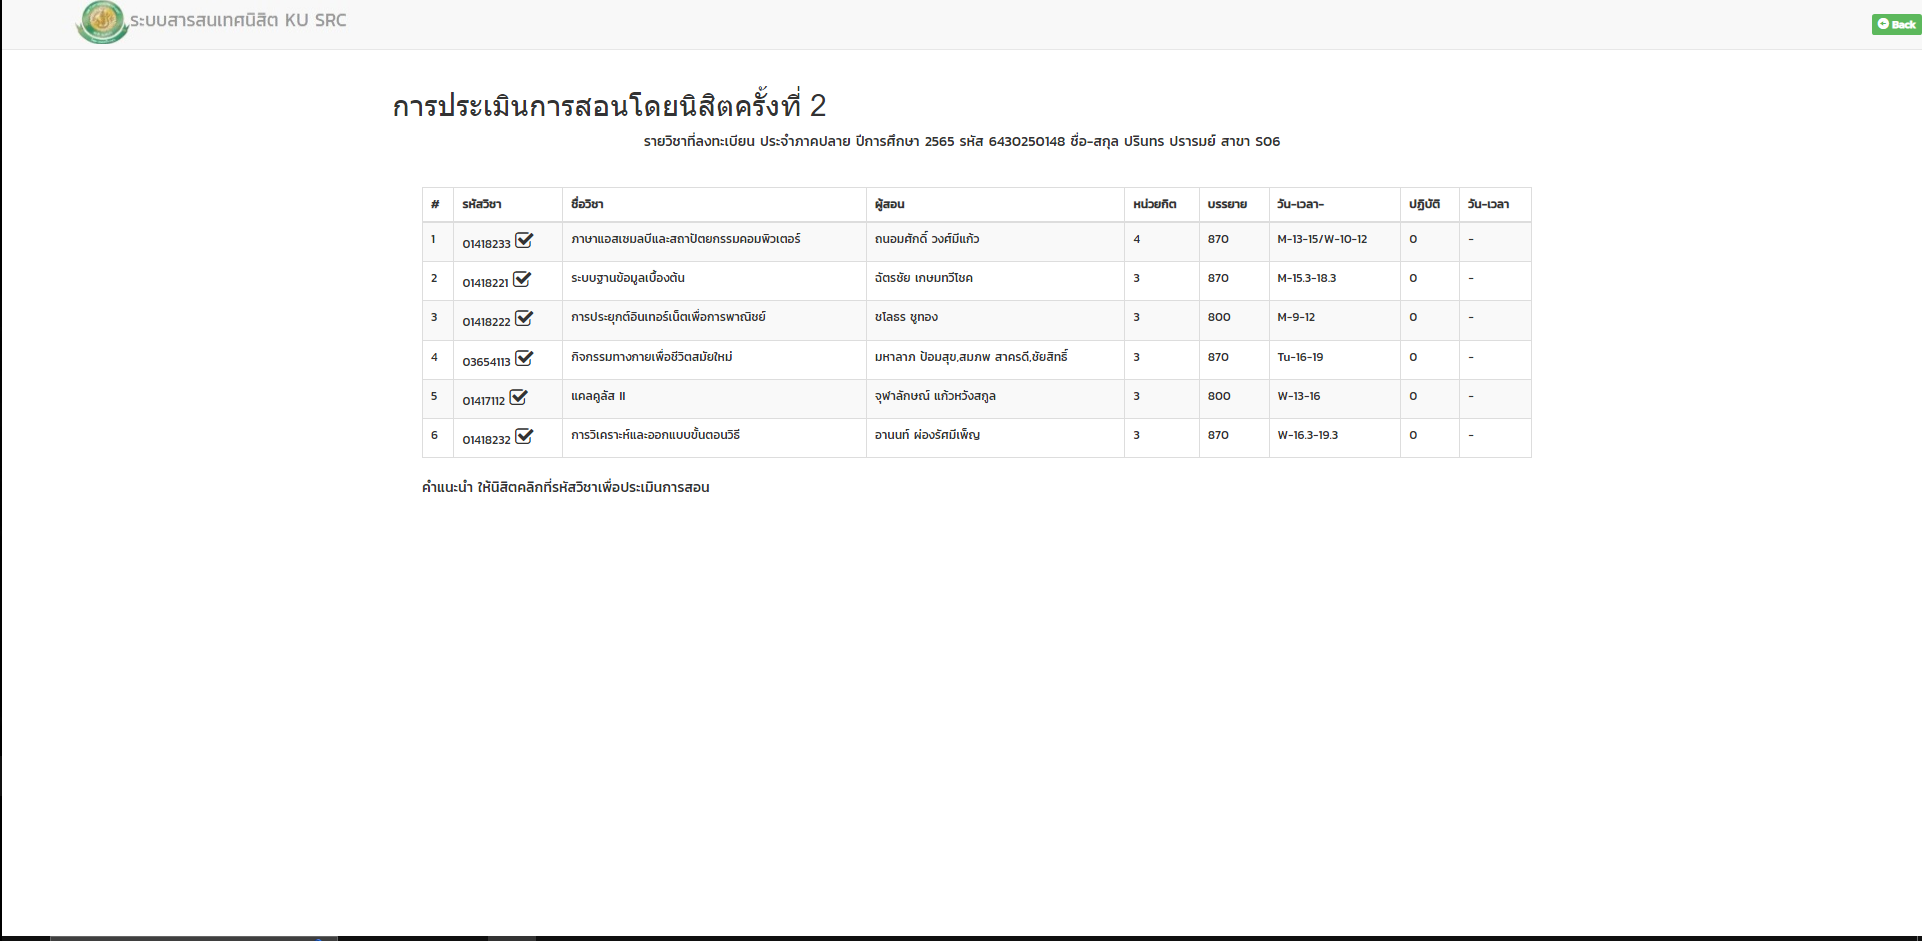 ระบบสารสนเทศนิสิต KU SRC
Back
การประเมินการสอนโดยนิสิตครั้งที่ 2
รายวิชาที่ลงทะเบียน ประจำภาคปลาย ปีการศึกษา 2565 รหัส 6430250148 ชื่อ-สกุล ปรินทร ปรารมย์ สาขา S06
# รหัสวิชา ชื่อวิชา ผู้สอน หน่วยกิต บรรยาย วัน-เวลา- ปฏิบัติ วัน-เวลา
1 01418233 ภาษาแอสเซมลบีและสถาปัตยกรรมคอมพิวเตอร์ ถนอมศักดิ์ วงศ์มีแก้ว 4 870 M-13-15/W-10-12 0 -
2 01418221 ระบบฐานข้อมูลเบื้องต้น ฉัตรชัย เกษมทวีโชค 3 870 M-15.3-18.3 0 -
3 01418222 การประยุกต์อินเทอร์เน็ตเพื่อการพาณิชย์ ชโลธร ชูทอง 3 800 M-9-12 0 -
4 03654113 กิจกรรมทางกายเพื่อชีวิตสมัยใหม่ มหาลาภ ป้อมสุข,สมภพ สาครดี,ชัยสิทธิ์ 3 870 Tu-16-19 0 -
5 01417112 แคลคูลัส II จุฬาลักษณ์ แก้วหวังสกูล 3 800 W-13-16 0 -
6 01418232 การวิเคราะห์และออกแบบขั้นตอนวิธี อานนท์ ผ่องรัศมีเพ็ญ 3 870 W-16.3-19.3 0 -
คำแนะนำ ให้นิสิตคลิกที่รหัสวิชาเพื่อประเมินการสอน